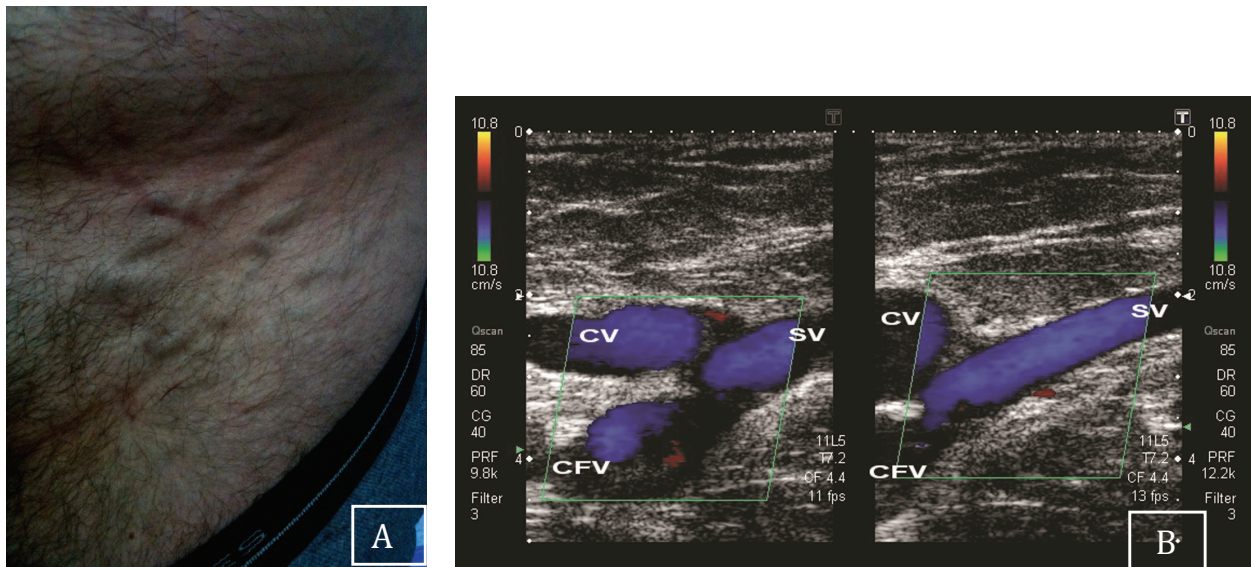 A
T
T
10.8
0
10.8
0
CV
SV
CFV
10.8
cm/s
2
Qscan
85
DR
60
CG
40
PRF
9.8k
Filter
3
4
11L5
T7.2
CF 4.4
11 fps
CV
SV
CFV
10.8
cm/s
2
Qscan
85
DR
60
CG
40
4
PRF
12.2k
Filter
3
11L5
T7.2
CF 4.4
13 fps
B